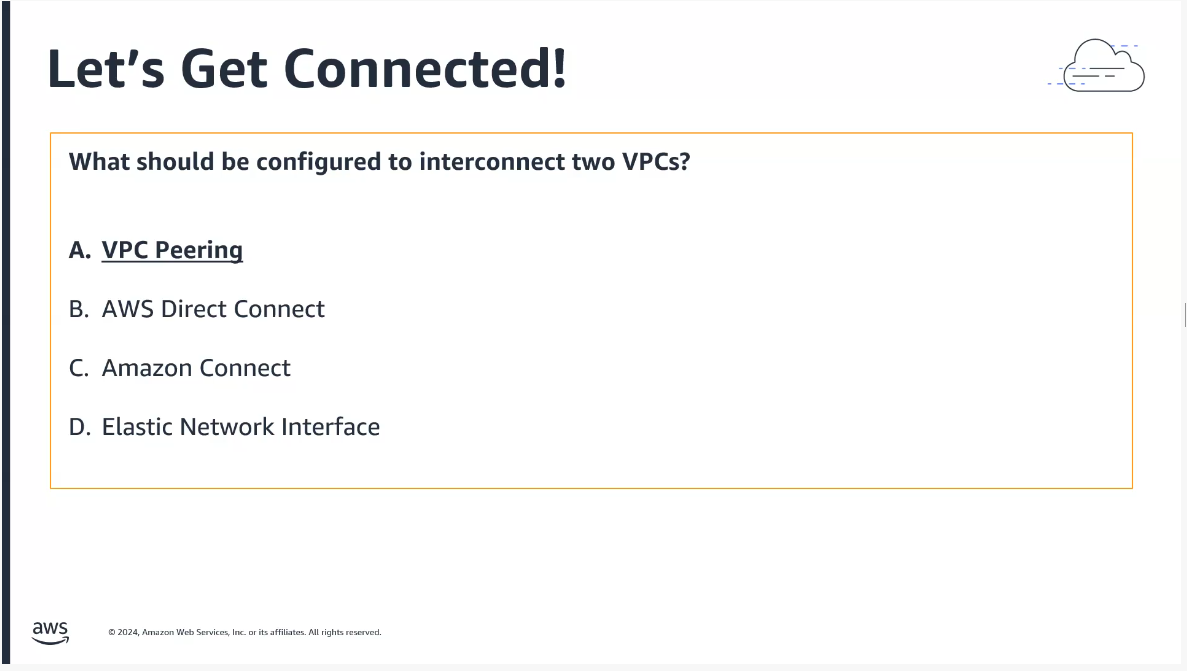 Let’s Get Connected!
What should be configured to interconnect two VPCs?
A. VPC Peering
B. AWS Direct Connect
C. Amazon Connect
D. Elastic Network Interface
aws
© 2024, Amazon Web Services, Inc. or its affiliates. All rights reserved.